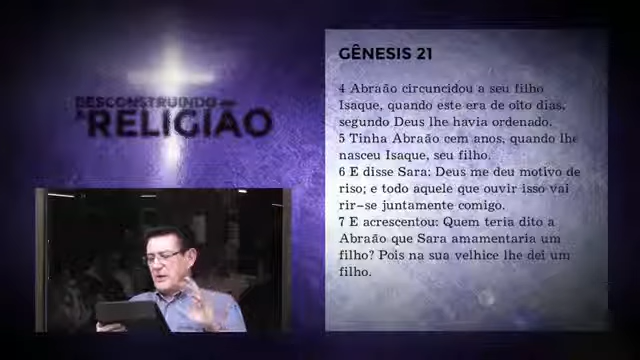 DESCONSTRUINDO
A RELIGIÃO
GÊNESIS 21
4 Abraão circuncidou a seu filho
Isaque, quando este era de oito dias,
segundo Deus lhe havia ordenado.
5 Tinha Abraão cem anos, quando lhe
nasceu Isaque, seu filho.
6 E disse Sara: Deus me deu motivo de
riso; e todo aquele que ouvir isso vai
rir-se juntamente comigo.
7 E acrescentou: Quem teria dito a
Abraão que Sara amamentaria um
filho? Pois na sua velhice lhe dei um
filho.